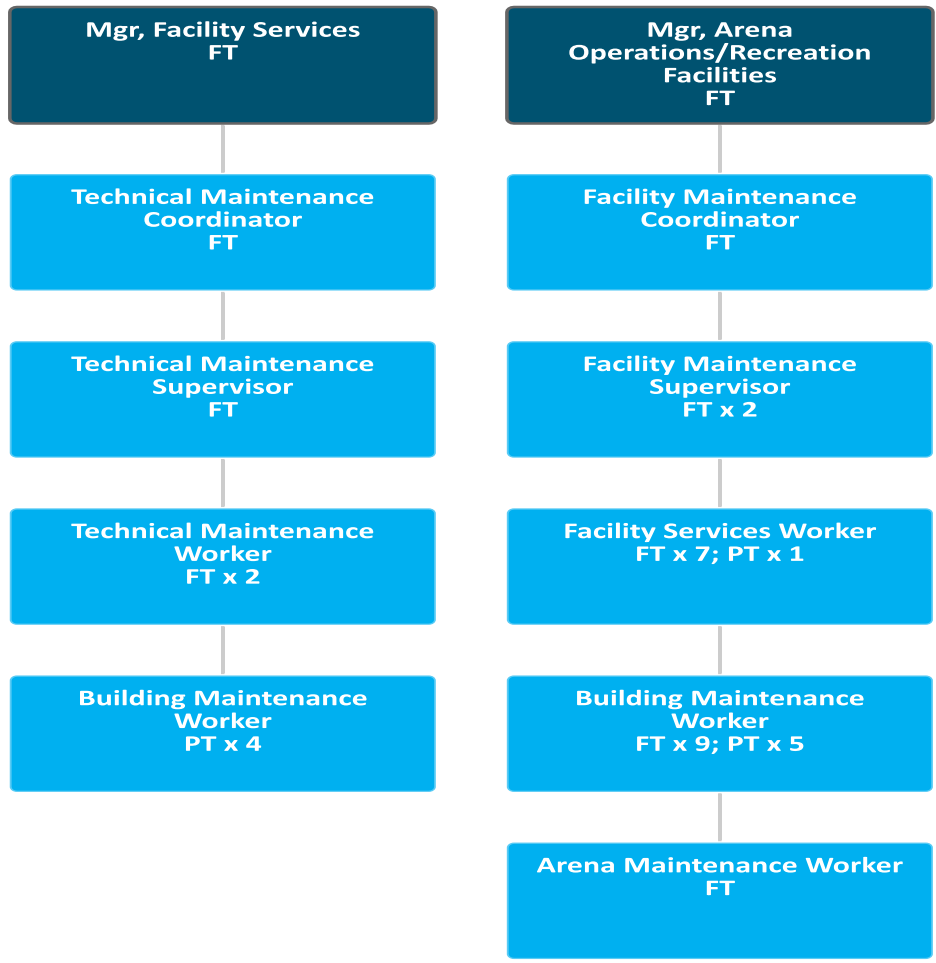 Mgr, Facility Services
FT
Technical Maintenance
Coordinator
FT
Technical Maintenance
Supervisor
FT
Technical Maintenance
Worker
FT x 2
Building Maintenance
Worker
PT x 4
Mgr, Arena
Operations/Recreation
Facilities
FT
Facility Maintenance
Coordinator
FT
Facility Maintenance
Supervisor
FT x 2
Facility Services Worker
FT x 7; PT x 1
Building Maintenance
Worker
FT x 9; PT x 5
Arena Maintenance Worker
FT